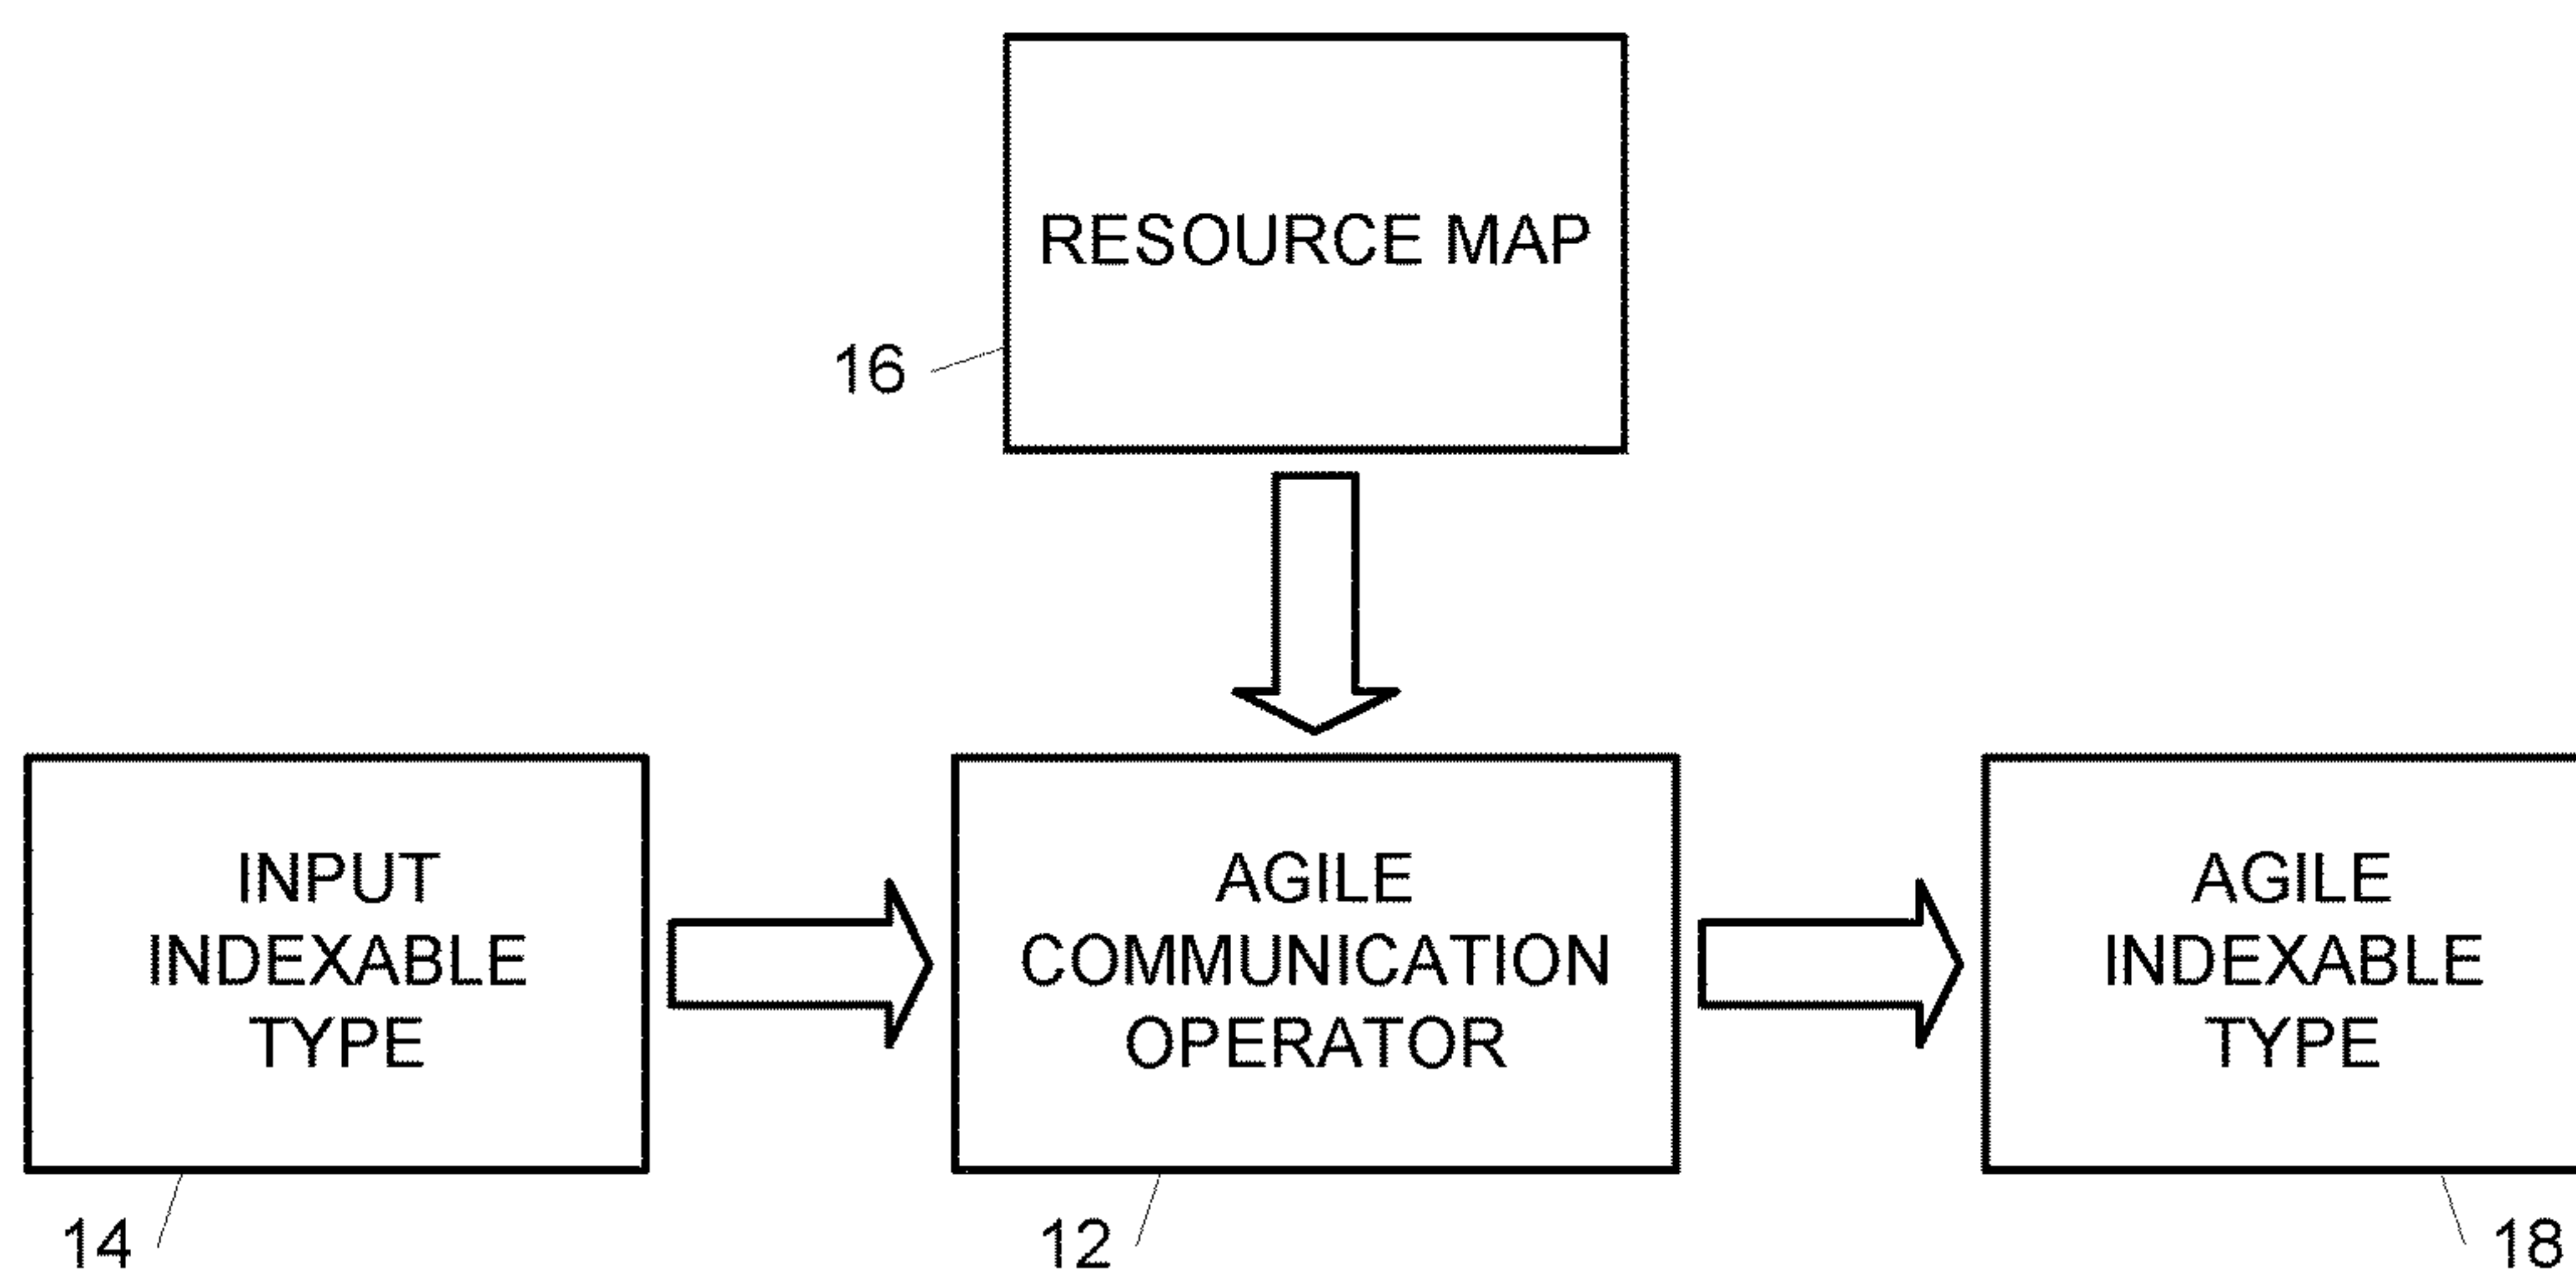 RESOURCE MAP
16
INPUT
INDEXABLE
TYPE
14
AGILE
COMMUNICATION
OPERATOR
12
AGILE
INDEXABLE
TYPE
18